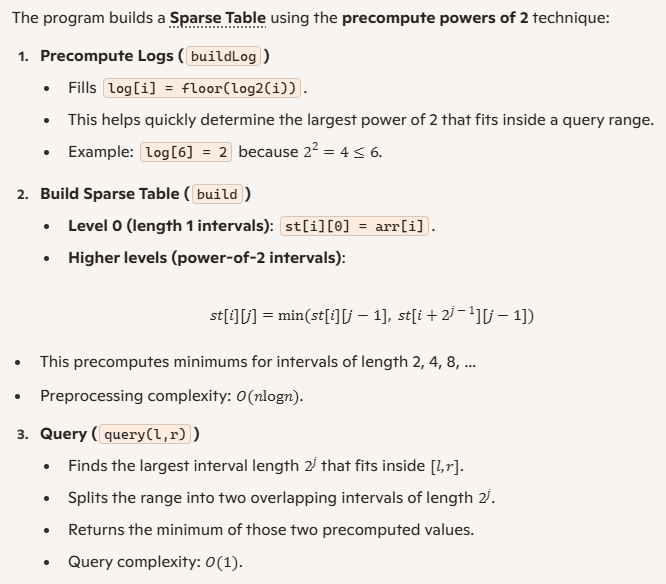 The program builds a Sparse Table using the precompute powers of 2 technique:
1. Precompute Logs ( buildLog )
• Fills log[i] = floor(log2(i)) .
• This helps quickly determine the largest power of 2 that fits inside a query range.
• Example: log[6] = 2 because 2² = 4 ≤ 6.
2. Build Sparse Table ( build )
• Level 0 (length 1 intervals): st[i][0] = arr[i] .
• Higher levels (power-of-2 intervals):
st[i][j] = min(st[i][j − 1], st[i + 2^{j−1}][j − 1])
• This precomputes minimums for intervals of length 2, 4, 8, ...
• Preprocessing complexity: O(nlogn).
3. Query ( query(l,r) )
• Finds the largest interval length 2^j that fits inside [l,r].
• Splits the range into two overlapping intervals of length 2^j.
• Returns the minimum of those two precomputed values.
• Query complexity: O(1).